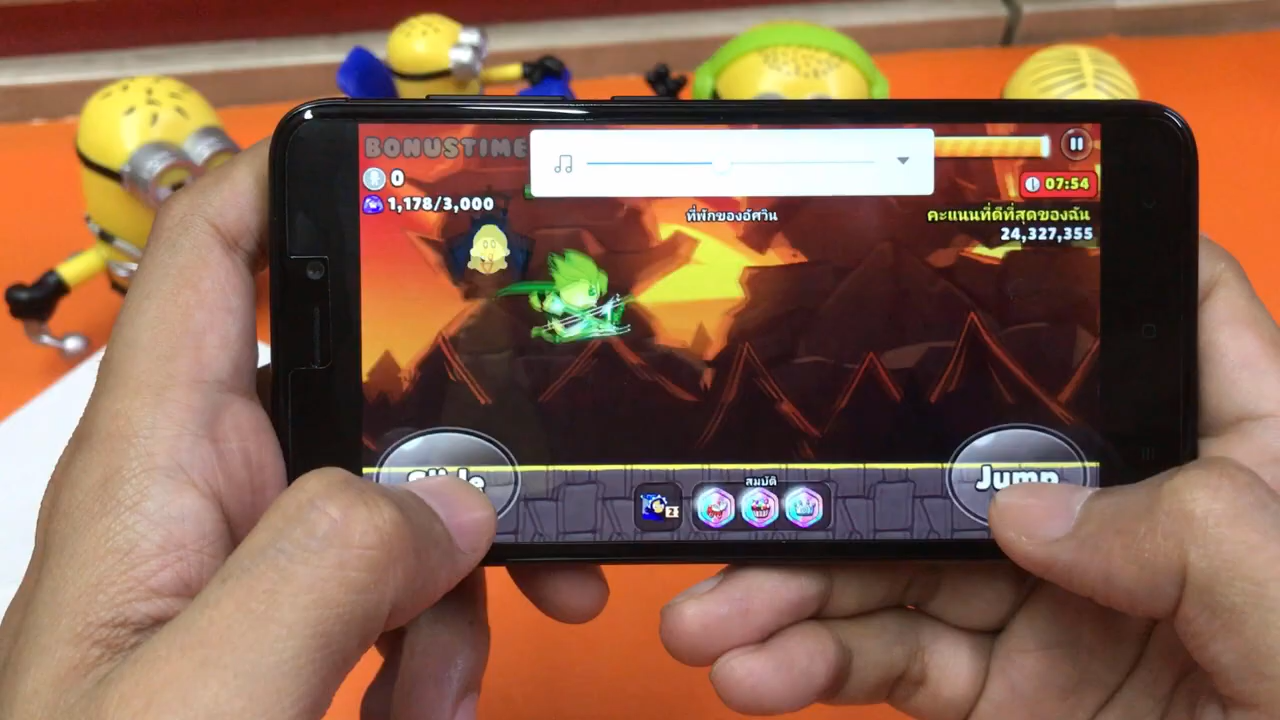 BONUSTIME
0
1,178/3,000
07:54
ที่พักของอัศวิน
คะแนนที่ดีที่สุดของฉัน
24,327,355
Slide
Jump
สมบัติ
2